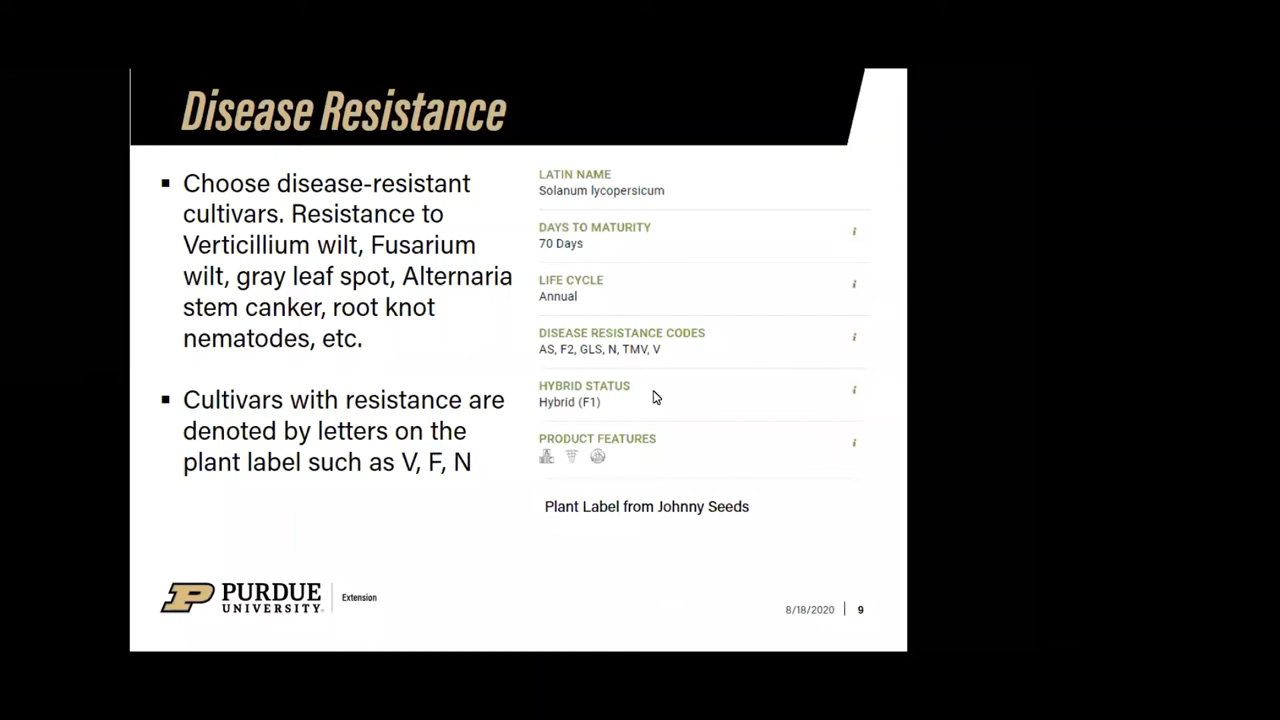 Disease Resistance
▪ Choose disease-resistant
cultivars. Resistance to
Verticillium wilt, Fusarium
wilt, gray leaf spot, Alternaria
stem canker, root knot
nematodes, etc.
▪ Cultivars with resistance are
denoted by letters on the
plant label such as V, F, N
LATIN NAME
Solanum lycopersicum
DAYS TO MATURITY
i
70 Days
LIFE CYCLE
i
Annual
DISEASE RESISTANCE CODES
i
AS, F2, GLS, N, TMV, V
HYBRID STATUS
i
Hybrid (F1)
PRODUCT FEATURES
i
Plant Label from Johnny Seeds
P PURDUE
UNIVERSITY®
Extension
8/18/2020 | 9